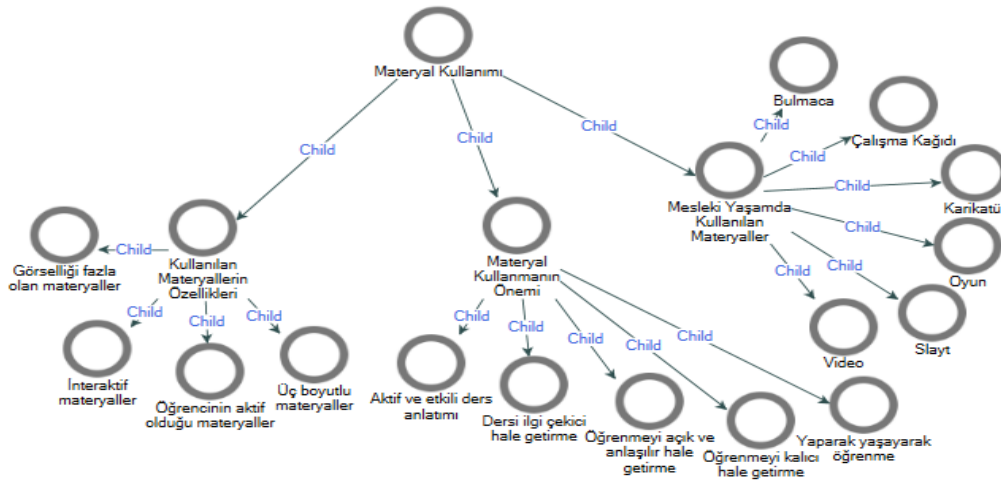 Materyal Kullanımı
Child
Child
Child
Kullanılan
Materyallerin
Özellikleri
Child
Görselliği fazla
olan materyaller
Child
İnteraktif
materyaller
Child
Öğrencinin aktif
olduğu materyaller
Child
Üç boyutlu
materyaller
Materyal
Kullanmanın
Önemi
Child
Aktif ve etkili ders
anlatımı
Child
Dersi ilgi çekici
hale getirme
Child
Öğrenmeyi açık ve
anlaşılır hale
getirme
Child
Öğrenmeyi kalıcı
hale getirme
Child
Yaparak yaşayarak
öğrenme
Mesleki Yaşamda
Kullanılan
Materyaller
Child
Bulmaca
Child
Çalışma Kağıdı
Child
Karikatür
Child
Oyun
Child
Slayt
Child
Video